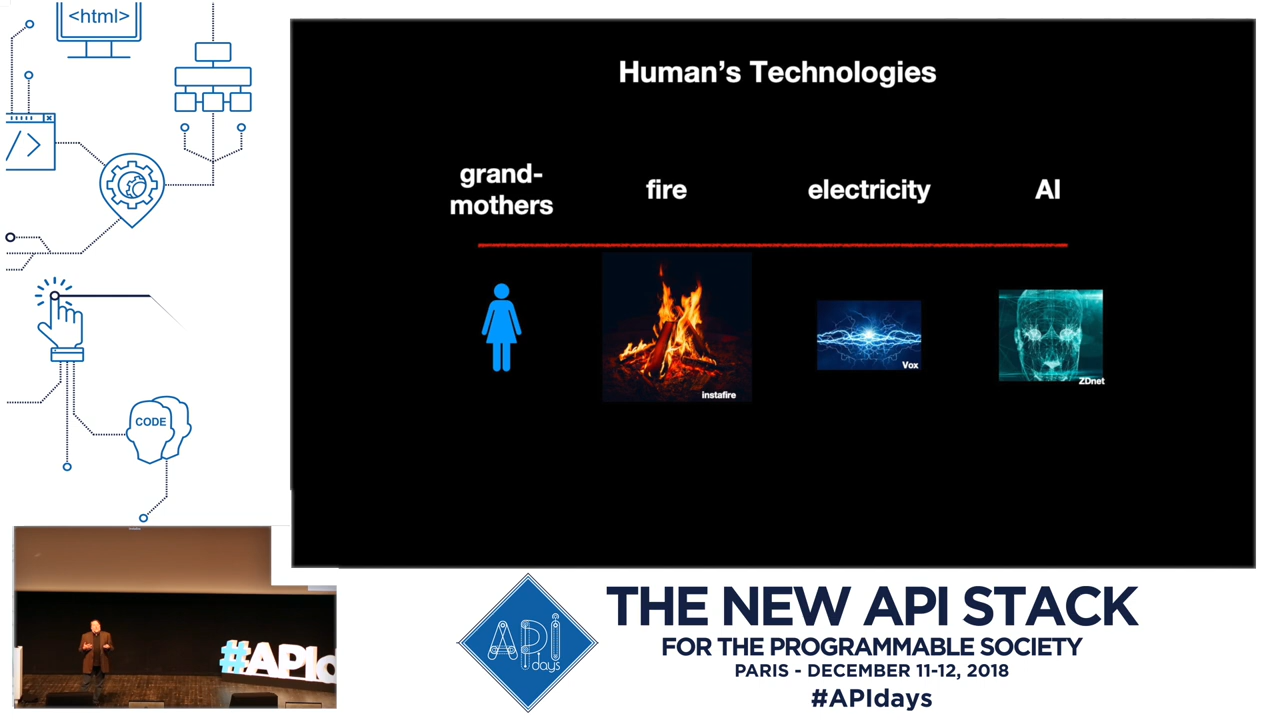 <html>
</>
CODE
Human's Technologies
grand-
mothers
fire
electricity
AI
instafire
Vox
ZDnet
#APId
API
days
THE NEW API STACK
FOR THE PROGRAMMABLE SOCIETY
PARIS - DECEMBER 11-12, 2018
#APIdays